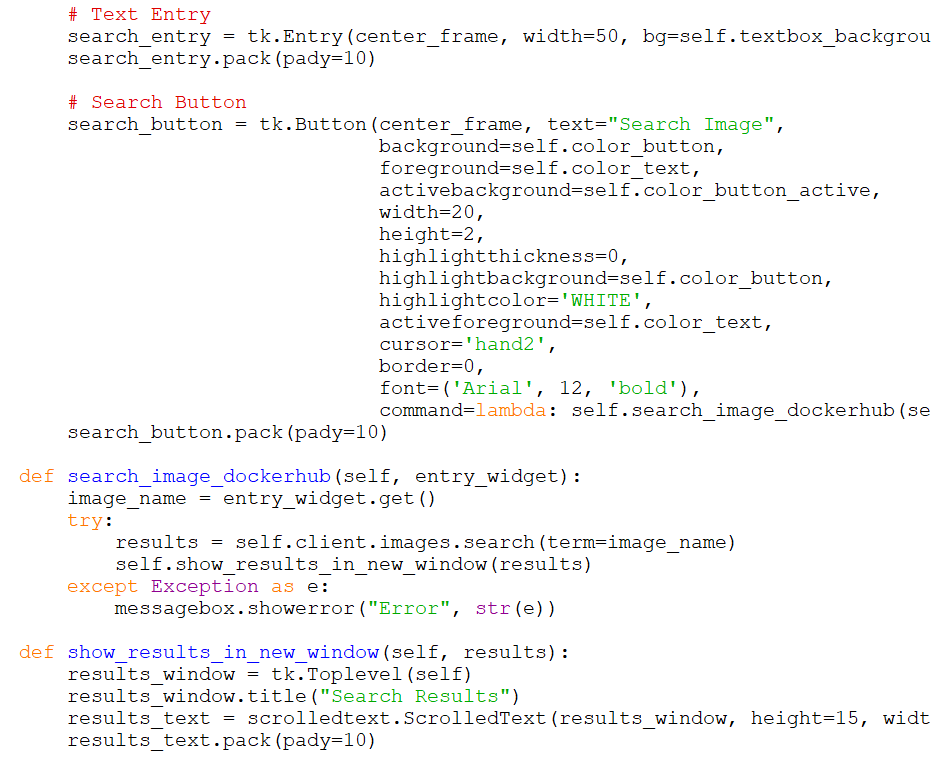 # Text Entry
search_entry = tk.Entry(center_frame, width=50, bg=self.textbox_backgrou
search_entry.pack(pady=10)

# Search Button
search_button = tk.Button(center_frame, text="Search Image",
                          background=self.color_button,
                          foreground=self.color_text,
                          activebackground=self.color_button_active,
                          width=20,
                          height=2,
                          highlightthickness=0,
                          highlightbackground=self.color_button,
                          highlightcolor='WHITE',
                          activeforeground=self.color_text,
                          cursor='hand2',
                          border=0,
                          font=('Arial', 12, 'bold'),
                          command=lambda: self.search_image_dockerhub(se
    search_button.pack(pady=10)

def search_image_dockerhub(self, entry_widget):
    image_name = entry_widget.get()
    try:
        results = self.client.images.search(term=image_name)
        self.show_results_in_new_window(results)
    except Exception as e:
        messagebox.showerror("Error", str(e))

def show_results_in_new_window(self, results):
    results_window = tk.Toplevel(self)
    results_window.title("Search Results")
    results_text = scrolledtext.ScrolledText(results_window, height=15, widt
    results_text.pack(pady=10)